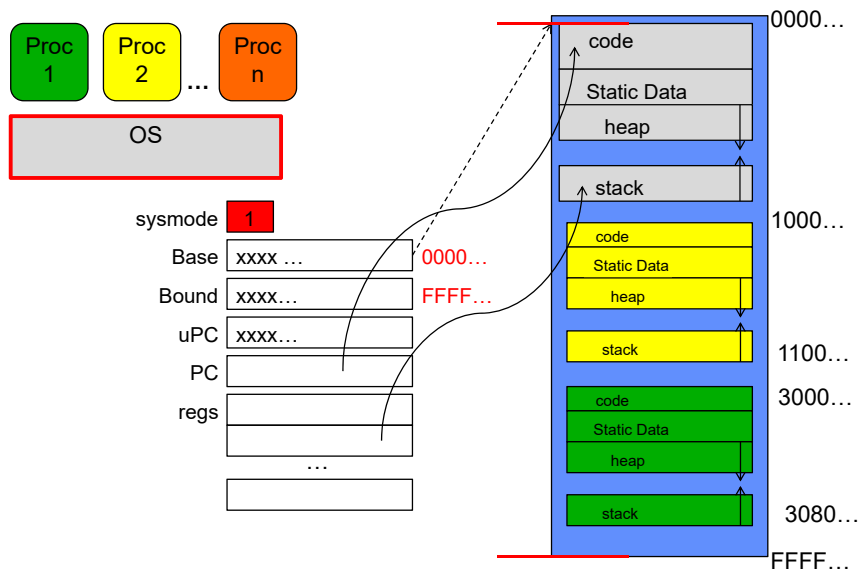 Proc
1
Proc
2
...
Proc
n
OS
sysmode 1
Base xxxx … 0000…
Bound xxxx… FFFF…
uPC xxxx…
PC
regs
…
0000…
code
Static Data
heap
stack
1000…
code
Static Data
heap
stack
1100…
3000…
code
Static Data
heap
stack
3080…
FFFF…